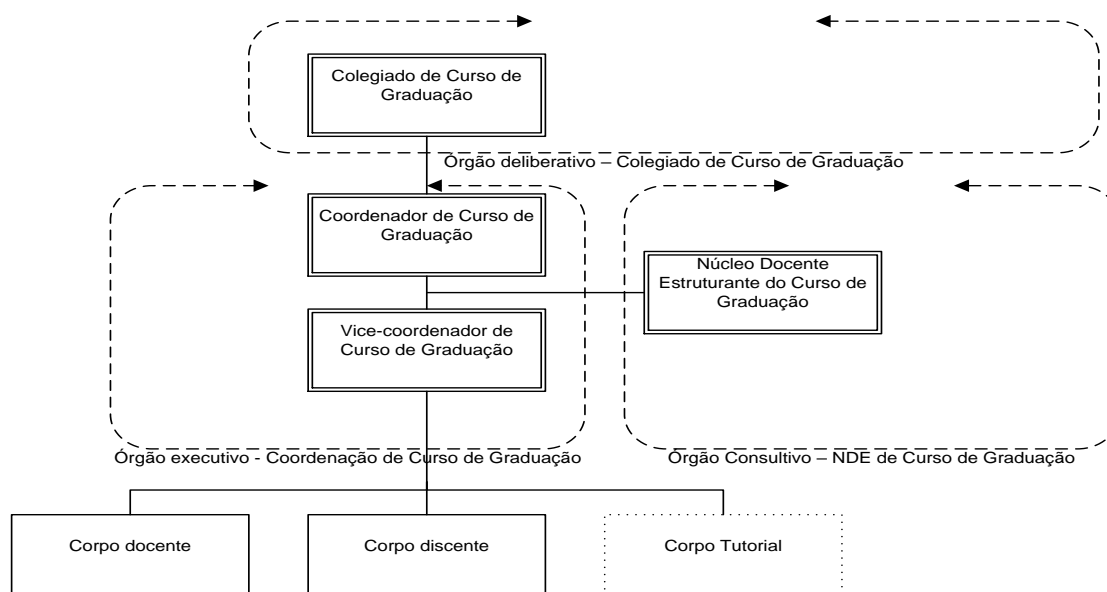 Colegiado de Curso de
Graduação
Órgão deliberativo – Colegiado de Curso de Graduação
Coordenador de Curso de
Graduação
Núcleo Docente
Estruturante do Curso de
Graduação
Vice-coordenador de
Curso de Graduação
Órgão executivo - Coordenação de Curso de Graduação
Órgão Consultivo – NDE de Curso de Graduação
Corpo docente
Corpo discente
Corpo Tutorial